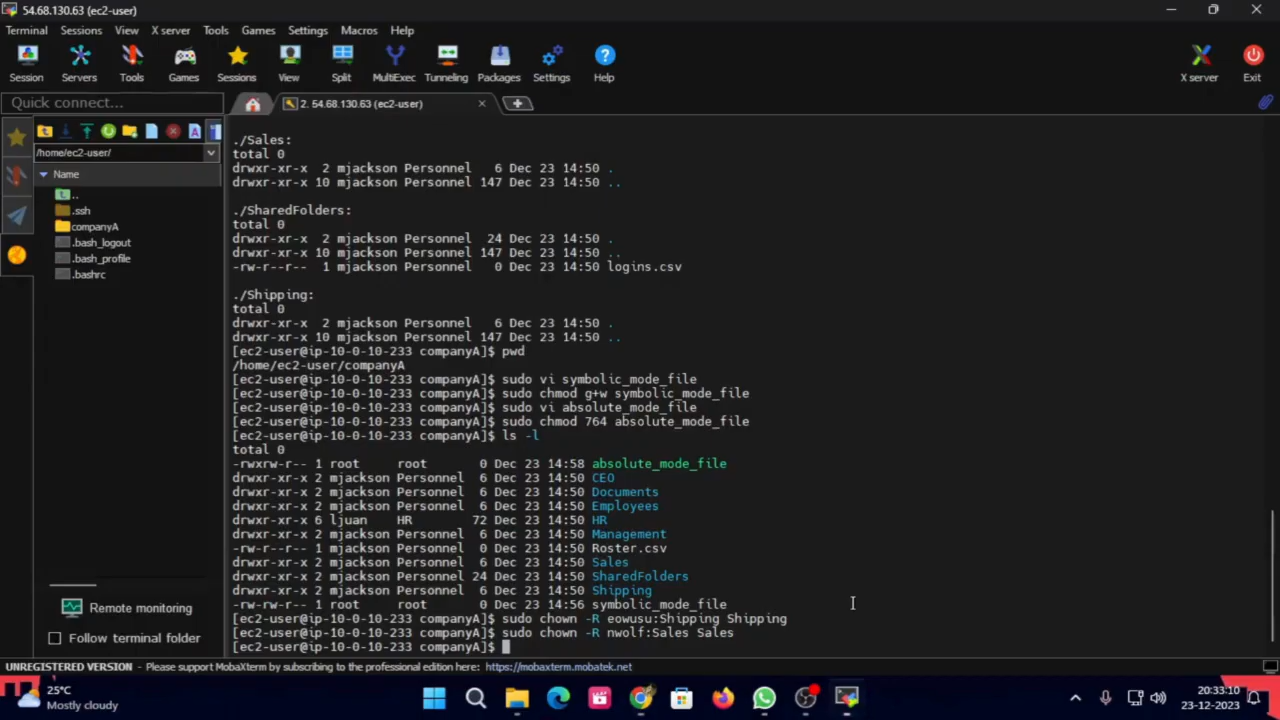 54.68.130.63 (ec2-user)
Terminal Sessions View X server Tools Games Settings Macros Help
Session Servers Tools Games Sessions View Split MultiExec Tunneling Packages Settings Help X server Exit
Quick connect...
2. 54.68.130.63 (ec2-user)
/home/ec2-user/
Name
..
.ssh
companyA
.bash_logout
.bash_profile
.bashrc
Remote monitoring
Follow terminal folder
./Sales:
total 0
drwxr-xr-x  2 mjackson Personnel   6 Dec 23 14:50 .
drwxr-xr-x 10 mjackson Personnel 147 Dec 23 14:50 ..
./SharedFolders:
total 0
drwxr-xr-x  2 mjackson Personnel  24 Dec 23 14:50 .
drwxr-xr-x 10 mjackson Personnel 147 Dec 23 14:50 ..
-rw-r--r--  1 mjackson Personnel   0 Dec 23 14:50 logins.csv
./Shipping:
total 0
drwxr-xr-x  2 mjackson Personnel   6 Dec 23 14:50 .
drwxr-xr-x 10 mjackson Personnel 147 Dec 23 14:50 ..
[ec2-user@ip-10-0-10-233 companyA]$ pwd
/home/ec2-user/companyA
[ec2-user@ip-10-0-10-233 companyA]$ sudo vi symbolic_mode_file
[ec2-user@ip-10-0-10-233 companyA]$ sudo chmod g+w symbolic_mode_file
[ec2-user@ip-10-0-10-233 companyA]$ sudo vi absolute_mode_file
[ec2-user@ip-10-0-10-233 companyA]$ sudo chmod 764 absolute_mode_file
[ec2-user@ip-10-0-10-233 companyA]$ ls -l
total 0
-rwxrw-r-- 1 root     root       0 Dec 23 14:58 absolute_mode_file
drwxr-xr-x 2 mjackson Personnel  6 Dec 23 14:50 CEO
drwxr-xr-x 2 mjackson Personnel  6 Dec 23 14:50 Documents
drwxr-xr-x 2 mjackson Personnel  6 Dec 23 14:50 Employees
drwxr-xr-x 6 ljuan    HR        72 Dec 23 14:50 HR
drwxr-xr-x 2 mjackson Personnel  6 Dec 23 14:50 Management
-rw-r--r-- 1 mjackson Personnel  0 Dec 23 14:50 Roster.csv
drwxr-xr-x 2 mjackson Personnel  6 Dec 23 14:50 Sales
drwxr-xr-x 2 mjackson Personnel 24 Dec 23 14:50 SharedFolders
drwxr-xr-x 2 mjackson Personnel  6 Dec 23 14:50 Shipping
-rw-rw-r-- 1 root     root       0 Dec 23 14:56 symbolic_mode_file
[ec2-user@ip-10-0-10-233 companyA]$ sudo chown -R eowusu:Shipping Shipping
[ec2-user@ip-10-0-10-233 companyA]$ sudo chown -R nwolf:Sales Sales
[ec2-user@ip-10-0-10-233 companyA]$
UNREGISTERED VERSION - Please support MobaXterm by subscribing to the professional edition here: https://mobaxterm.mobatek.net
25°C
Mostly cloudy
20:33:10
23-12-2023